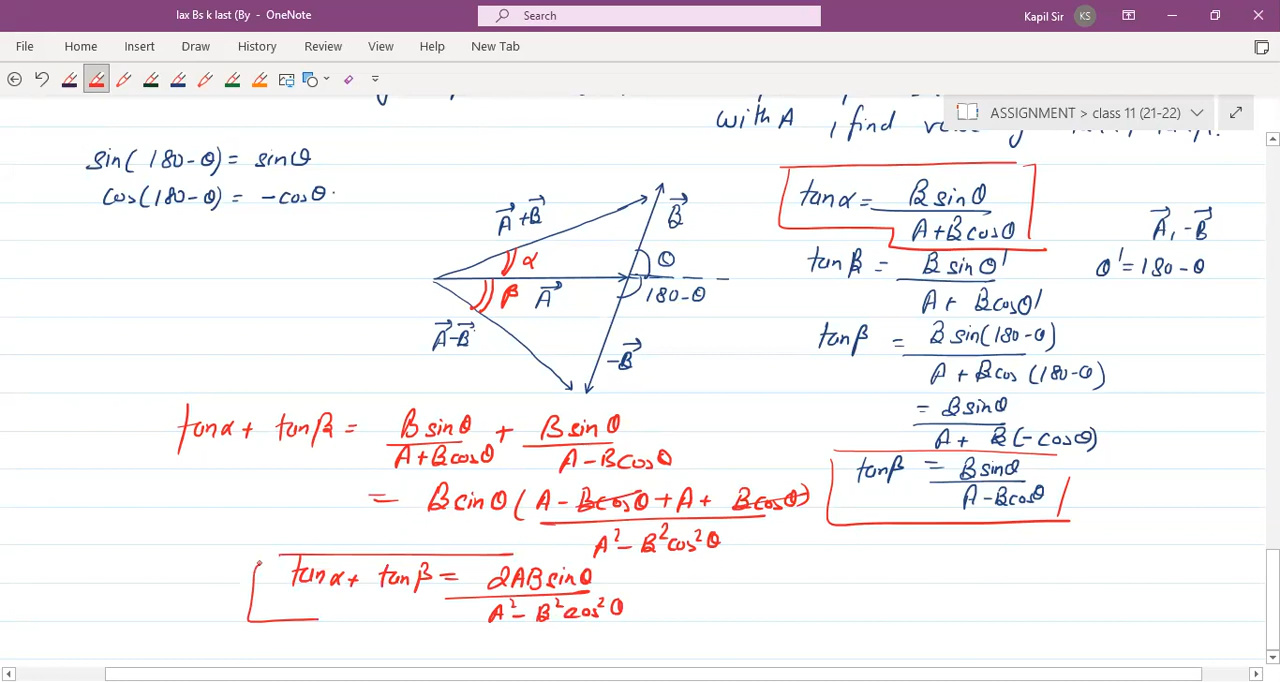 lax Bs k last (By - OneNote
Search
Kapil Sir KS
File Home Insert Draw History Review View Help New Tab
ASSIGNMENT > class 11 (21-22)
with A , find
sin(180-θ) = sinθ
cos(180-θ) = -cosθ
A⃗+B⃗
B⃗
α
θ
β
A⃗
180-θ
A⃗-B⃗
-B⃗
tanα = B sinθ / A+B cosθ
A⃗, -B⃗
θ' = 180-θ
tanβ = B sinθ' / A + B cosθ'
tanβ = B sin(180-θ) / A + B cos (180-θ)
= B sinθ / A + B(-cosθ)
tanβ = B sinθ / A - B cosθ
tanα + tanβ = B sinθ / A+B cosθ + B sinθ / A-B cosθ
= B sinθ ( A - B cosθ + A + B cosθ ) / A² - B² cos² θ
tanα + tanβ = 2AB sinθ / A² - B² cos² θ